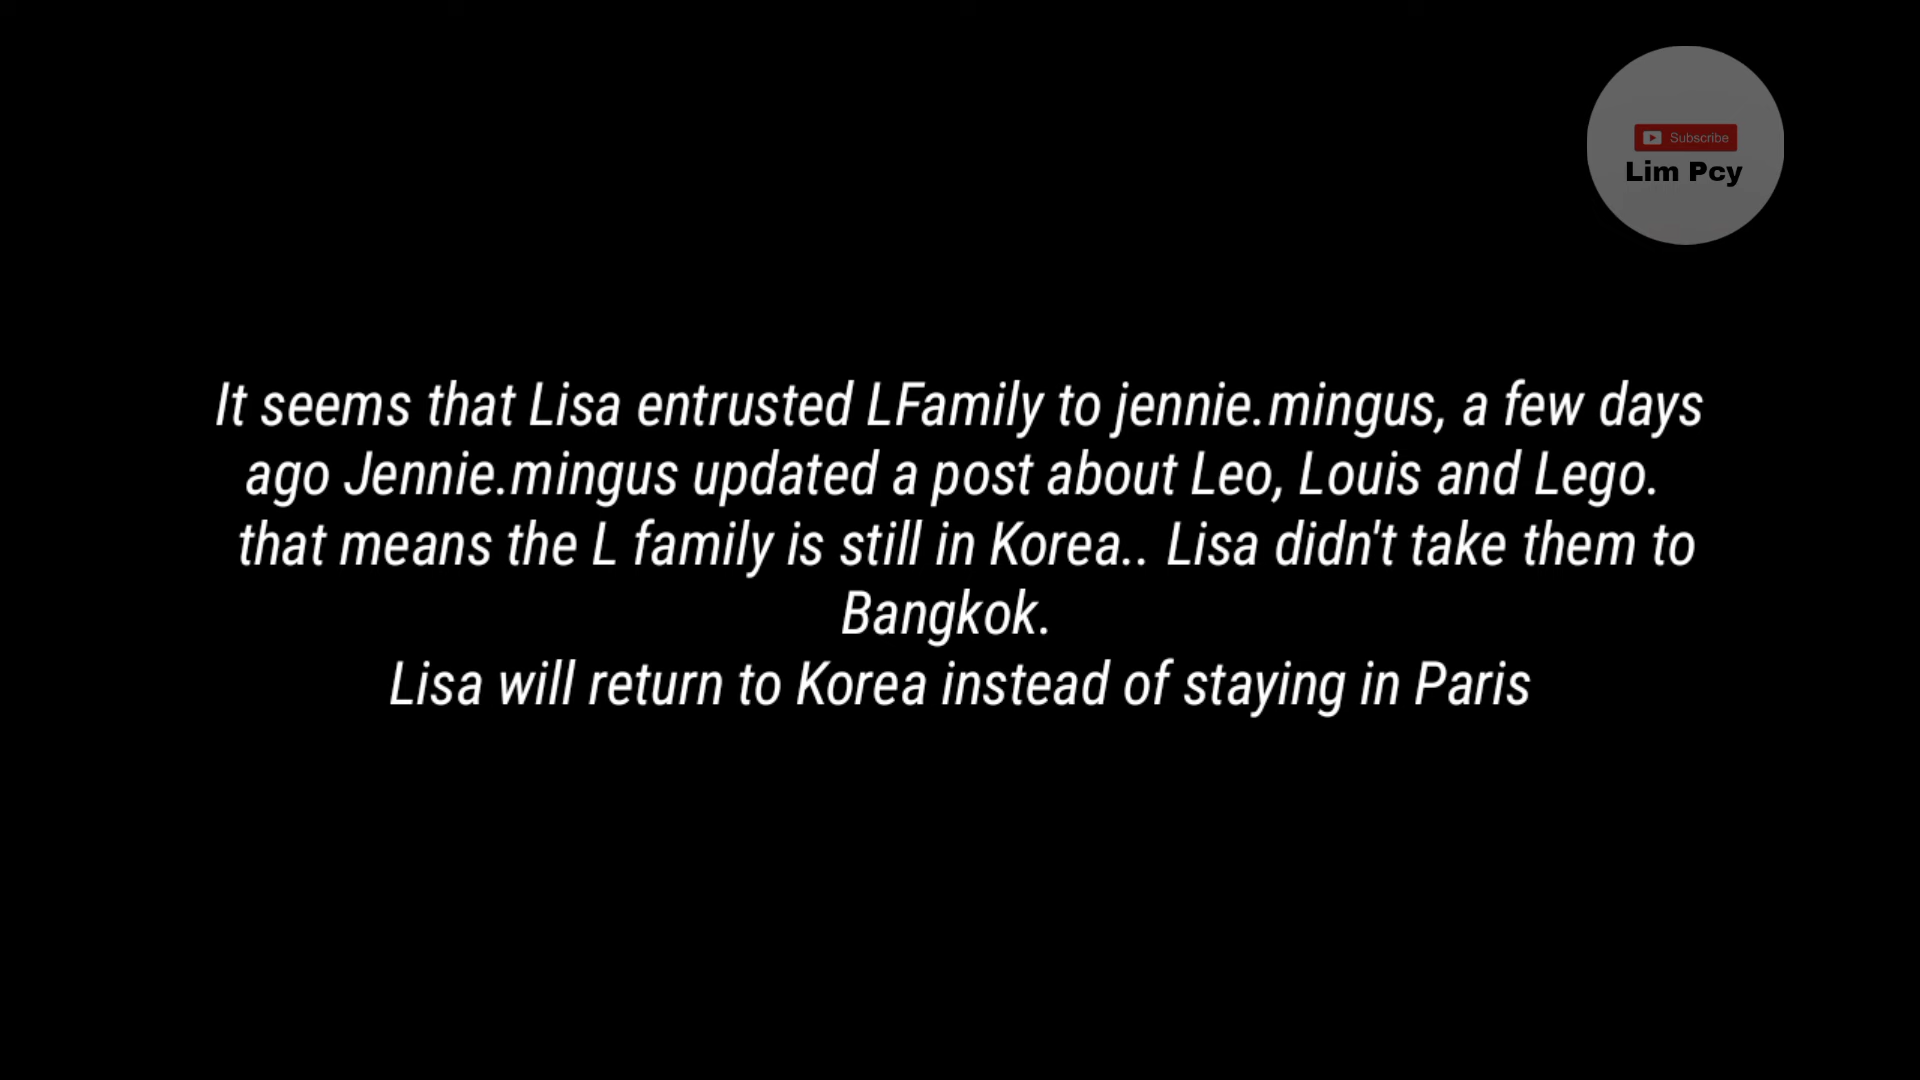 Subscribe
Lim Pcy
It seems that Lisa entrusted LFamily to jennie.mingus, a few days
ago Jennie.mingus updated a post about Leo, Louis and Lego.
that means the L family is still in Korea.. Lisa didn't take them to
Bangkok.
Lisa will return to Korea instead of staying in Paris